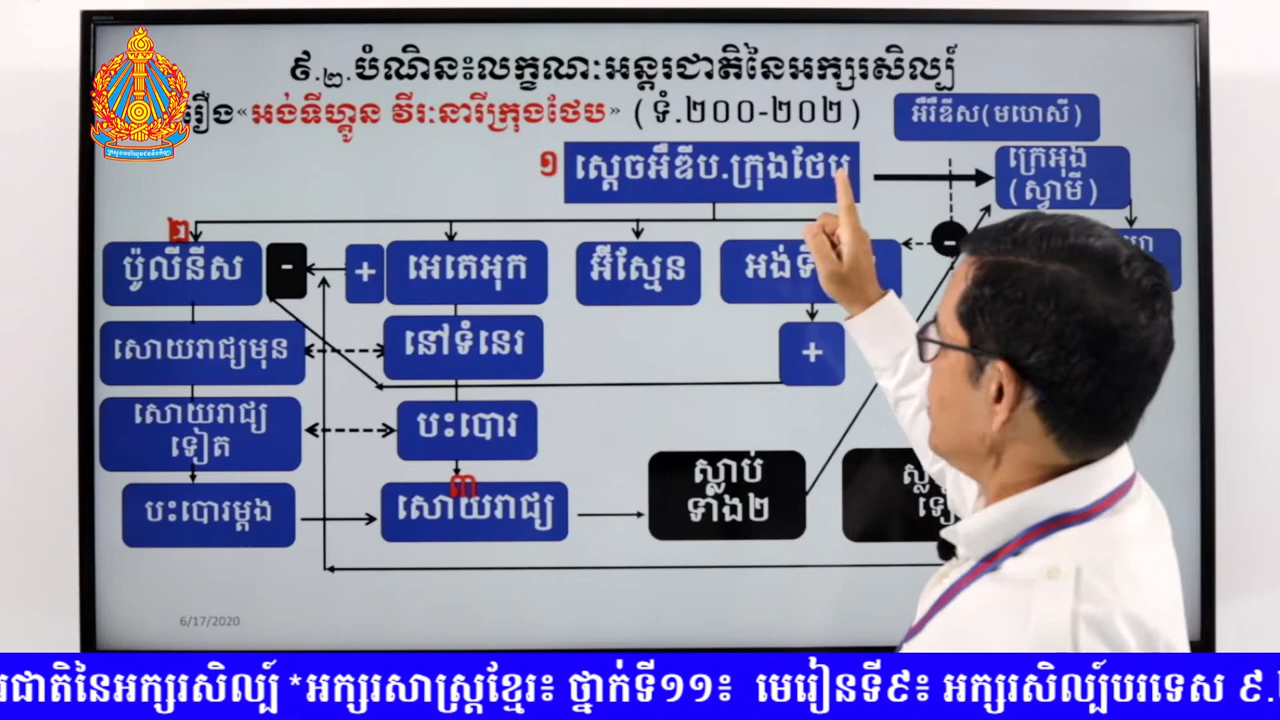 ៩.២.បំណិន៖លក្ខណៈអន្តរជាតិនៃអក្សរសិល្ប៍
រឿង«អង់ទីហ្គូន វីរៈនារីក្រុងថែប» (ទំ.២០០-២០២)
អឺរីឌីស(មហេសី)
១
ស្តេចអឺឌីប.ក្រុងថែប
ក្រេអុង
(ស្វាមី)
២
ប៉ូលីនីស
-
+
អេតេអុក
អ៊ីស្មែន
អង់ទី
-
សោយរាជ្យមុន
នៅទំនេរ
+
សោយរាជ្យ
ទៀត
បះបោរ
បះបោរម្តង
៣
សោយរាជ្យ
ស្លាប់
ទាំង២
6/17/2020
រជាតិនៃអក្សរសិល្ប៍ *អក្សរសាស្ត្រខ្មែរ៖ ថ្នាក់ទី១១៖ មេរៀនទី៩៖ អក្សរសិល្ប៍បរទេស ៩.